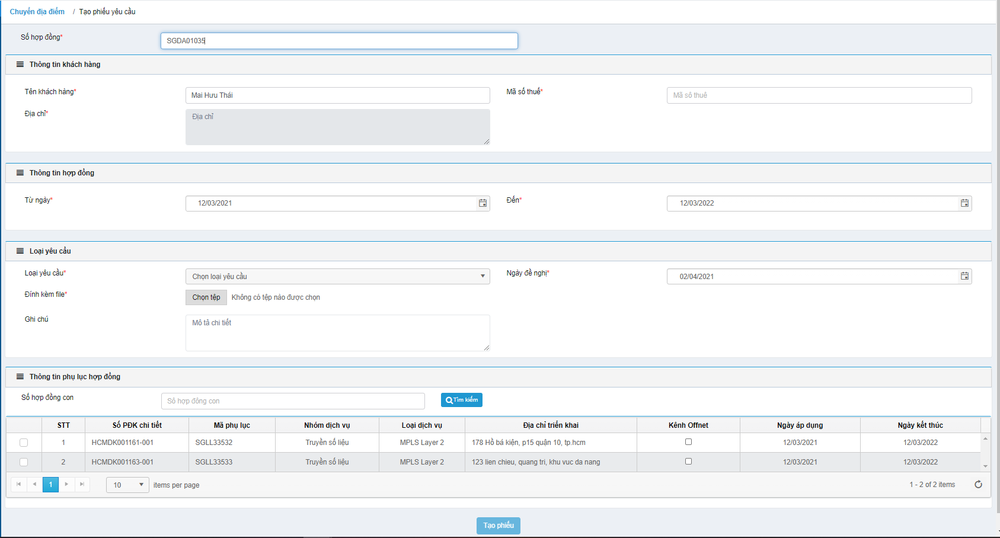 Chuyển địa điểm / Tạo phiếu yêu cầu
Số hợp đồng* SGDA01035
Thông tin khách hàng
Tên khách hàng* Mai Hưu Thái Mã số thuế* Mã số thuế
Địa chỉ* Địa chỉ
Thông tin hợp đồng
Từ ngày* 12/03/2021 Đến* 12/03/2022
Loại yêu cầu
Loại yêu cầu* Chọn loại yêu cầu Ngày đề nghị* 02/04/2021
Đính kèm file* Chọn tệp Không có tệp nào được chọn
Ghi chú Mô tả chi tiết
Thông tin phụ lục hợp đồng
Số hợp đồng con Số hợp đồng con Tìm kiếm
STT Số PĐK chi tiết Mã phụ lục Nhóm dịch vụ Loại dịch vụ Địa chỉ triển khai Kênh Offnet Ngày áp dụng Ngày kết thúc
1 HCMDK001161-001 SGLL33532 Truyền số liệu MPLS Layer 2 178 Hồ bá kiện, p15 quận 10, tp.hcm 12/03/2021 12/03/2022
2 HCMDK001163-001 SGLL33533 Truyền số liệu MPLS Layer 2 123 lien chieu, quang tri, khu vuc da nang 12/03/2021 12/03/2022
1 10 items per page 1 - 2 of 2 items
Tạo phiếu